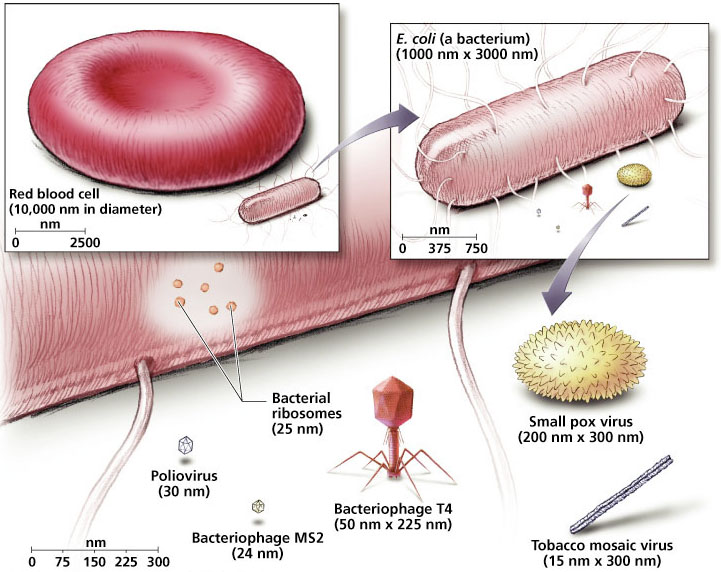 Red blood cell
(10,000 nm in diameter)
nm
0 2500
E. coli (a bacterium)
(1000 nm x 3000 nm)
nm
0 375 750
Bacterial
ribosomes
(25 nm)
Small pox virus
(200 nm x 300 nm)
Poliovirus
(30 nm)
Bacteriophage T4
(50 nm x 225 nm)
Bacteriophage MS2
(24 nm)
Tobacco mosaic virus
(15 nm x 300 nm)
nm
0 75 150 225 300